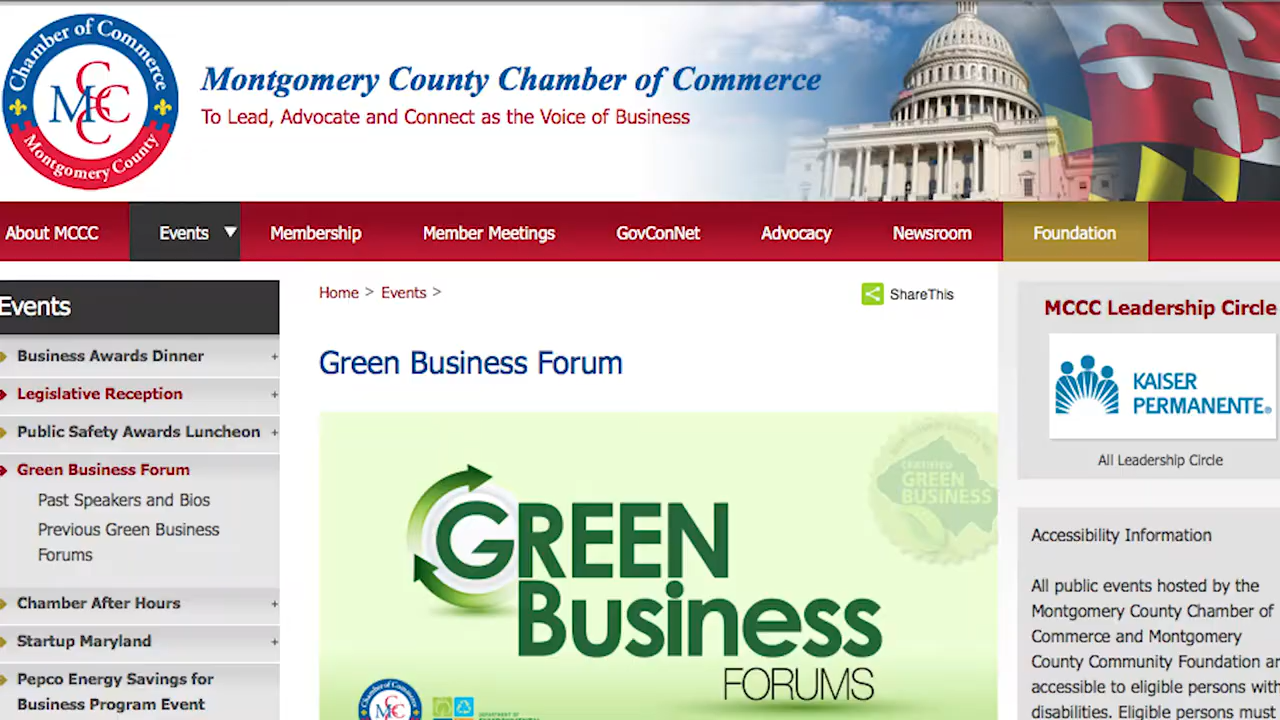 Chamber of Commerce
MCCC
Montgomery County
Montgomery County Chamber of Commerce
To Lead, Advocate and Connect as the Voice of Business
About MCCC
Events
Membership
Member Meetings
GovConNet
Advocacy
Newsroom
Foundation
Events
Business Awards Dinner +
Legislative Reception +
Public Safety Awards Luncheon +
Green Business Forum
Past Speakers and Bios
Previous Green Business
Forums
Chamber After Hours +
Startup Maryland +
Pepco Energy Savings for
Business Program Event
Home > Events >
ShareThis
Green Business Forum
CERTIFIED
GREEN
BUSINESS
GREEN
Business
FORUMS
Chamber of Commerce
MCCC
MCCC Leadership Circle
KAISER
PERMANENTE®
All Leadership Circle
Accessibility Information
All public events hosted by the
Montgomery County Chamber of
Commerce and Montgomery
County Community Foundation
accessible to eligible persons with
disabilities. Eligible persons must